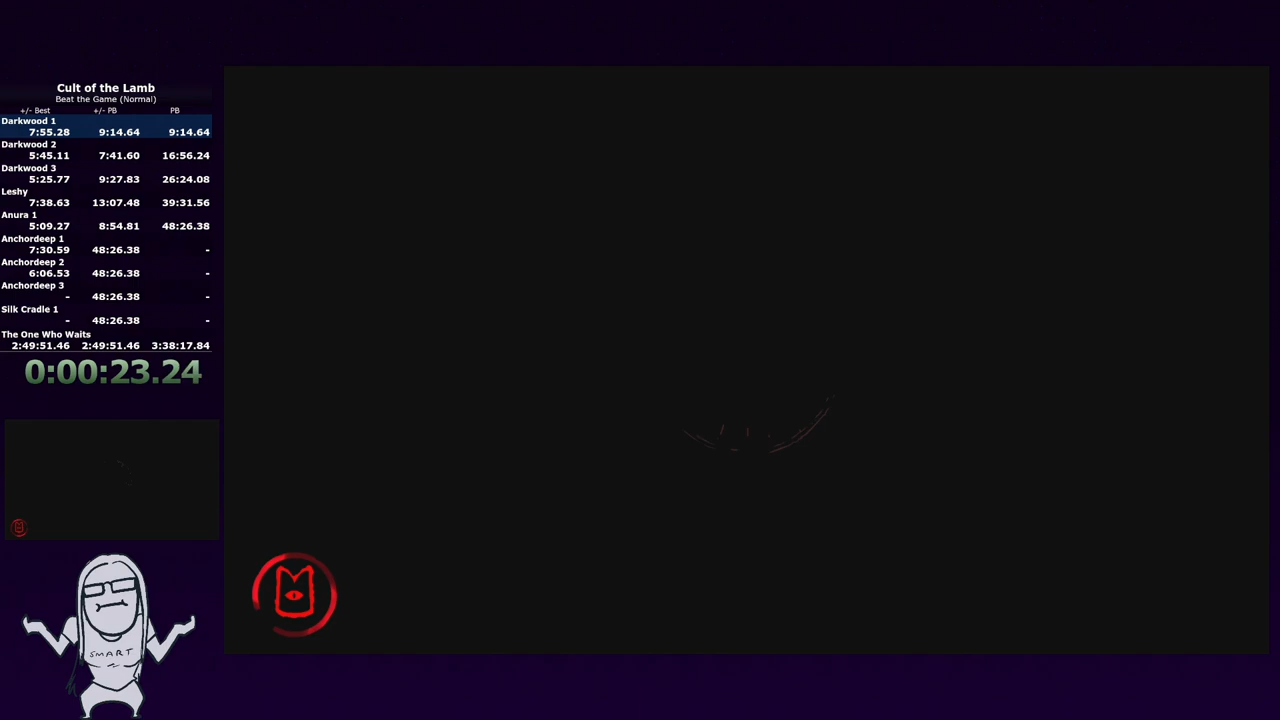 Cult of the Lamb
Beat the Game (Normal)
+/- Best +/- PB PB
Darkwood 1
7:55.28 9:14.64 9:14.64
Darkwood 2
5:45.11 7:41.60 16:56.24
Darkwood 3
5:25.77 9:27.83 26:24.08
Leshy
7:38.63 13:07.48 39:31.56
Anura 1
5:09.27 8:54.81 48:26.38
Anchordeep 1
7:30.59 48:26.38 -
Anchordeep 2
6:06.53 48:26.38 -
Anchordeep 3
- 48:26.38 -
Silk Cradle 1
- 48:26.38 -
The One Who Waits
2:49:51.46 2:49:51.46 3:38:17.84
0:00:23.24
SMART